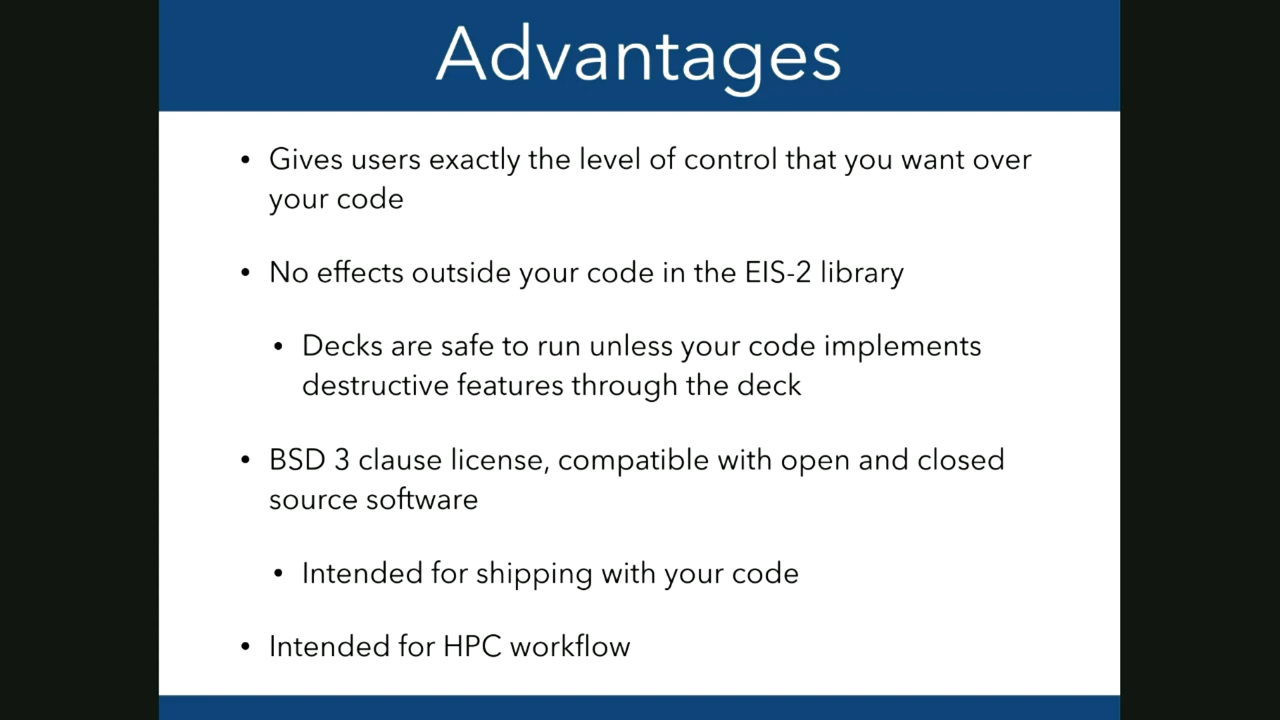 Advantages
• Gives users exactly the level of control that you want over
your code
• No effects outside your code in the EIS-2 library
• Decks are safe to run unless your code implements
destructive features through the deck
• BSD 3 clause license, compatible with open and closed
source software
• Intended for shipping with your code
• Intended for HPC workflow